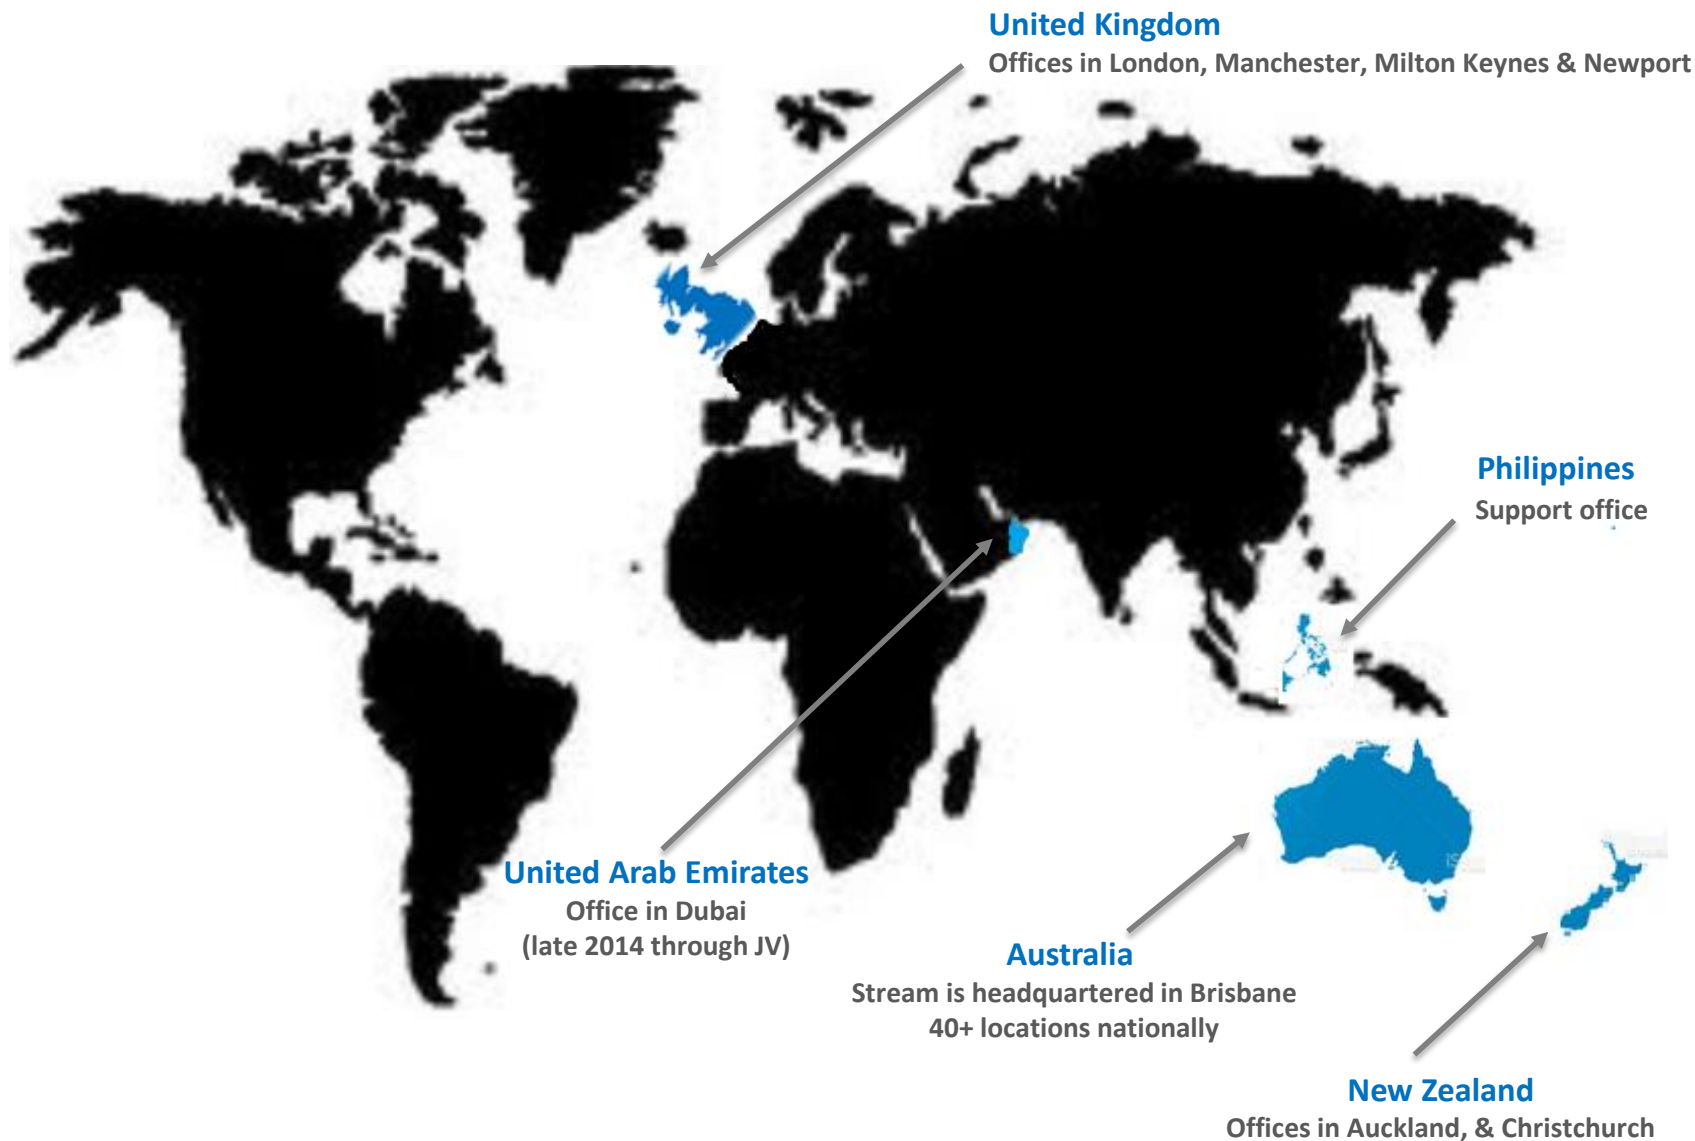 United Kingdom
Offices in London, Manchester, Milton Keynes & Newport
Philippines
Support office
United Arab Emirates
Office in Dubai
(late 2014 through JV)
Australia
Stream is headquartered in Brisbane
40+ locations nationally
New Zealand
Offices in Auckland, & Christchurch